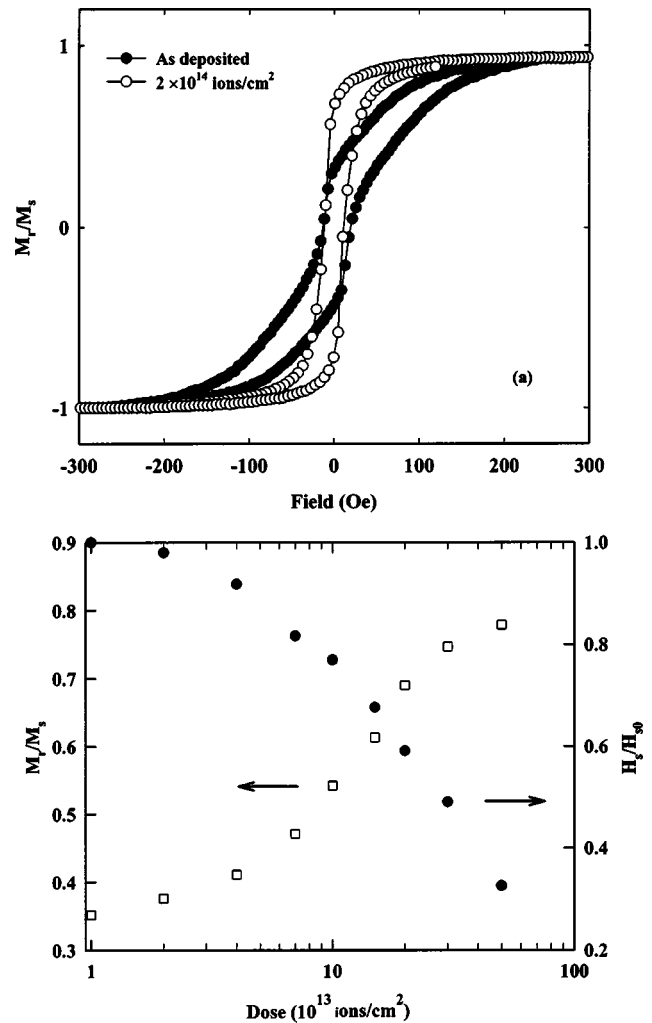 1
As deposited
2 ×10¹⁴ ions/cm²
Mᵣ/Mₛ
0
(a)
-1
-300 -200 -100 0 100 200 300
Field (Oe)
0.9 1.0
0.8 0.8
0.7
0.6 0.6
0.5
0.4 0.4
0.3 0.2
Mᵣ/Mₛ
Hₛ/Hₛ₀
1 10 100
Dose (10¹³ ions/cm²)